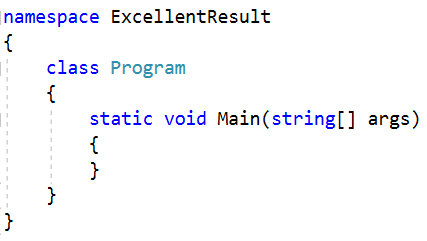 namespace ExcellentResult
{
    class Program
    {
        static void Main(string[] args)
        {
        }
    }
}